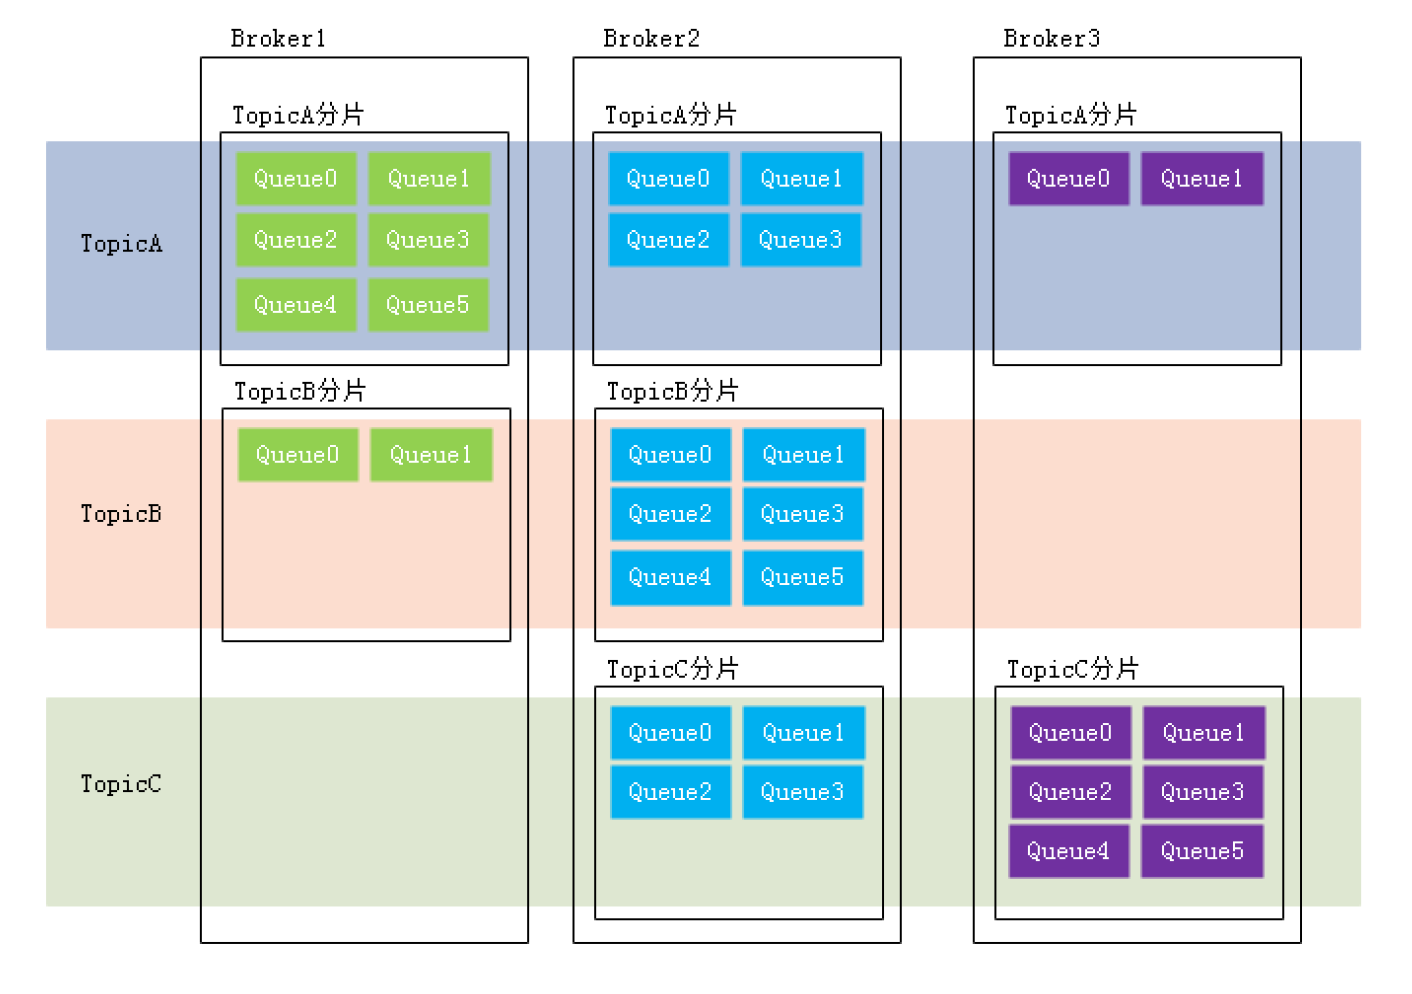 Broker1 Broker2 Broker3
TopicA分片 TopicA分片 TopicA分片
Queue0 Queue1 Queue0 Queue1 Queue0 Queue1
TopicA
Queue2 Queue3 Queue2 Queue3
Queue4 Queue5
TopicB分片 TopicB分片
Queue0 Queue1 Queue0 Queue1
TopicB
Queue2 Queue3
Queue4 Queue5
TopicC分片 TopicC分片
Queue0 Queue1 Queue0 Queue1
TopicC
Queue2 Queue3 Queue2 Queue3
Queue4 Queue5